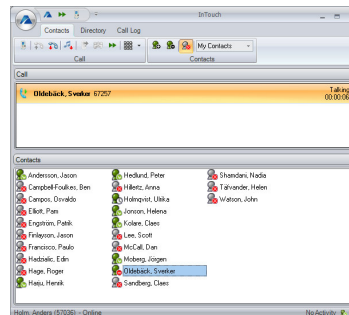 InTouch
Contacts Directory Call Log
My Contacts
Call Contacts
Call
Oldebäck, Sverker 67257 Talking
00:00:06
Contacts
Andersson, Jason Hedlund, Peter Shamdani, Nadia
Campbell-Foulkes, Ben Hillertz, Anna Tälvander, Helen
Campos, Osvaldo Holmqvist, Ulrika Watson, John
Elliott, Pam Jonson, Helena
Engström, Patrik Kolare, Claes
Finlayson, Jason Lee, Scott
Francisco, Paulo McCall, Dan
Hadzialic, Edin Moberg, Jörgen
Hage, Roger Oldebäck, Sverker
Harju, Henrik Sandberg, Claes
Holm, Anders (57036) - Online No Activity